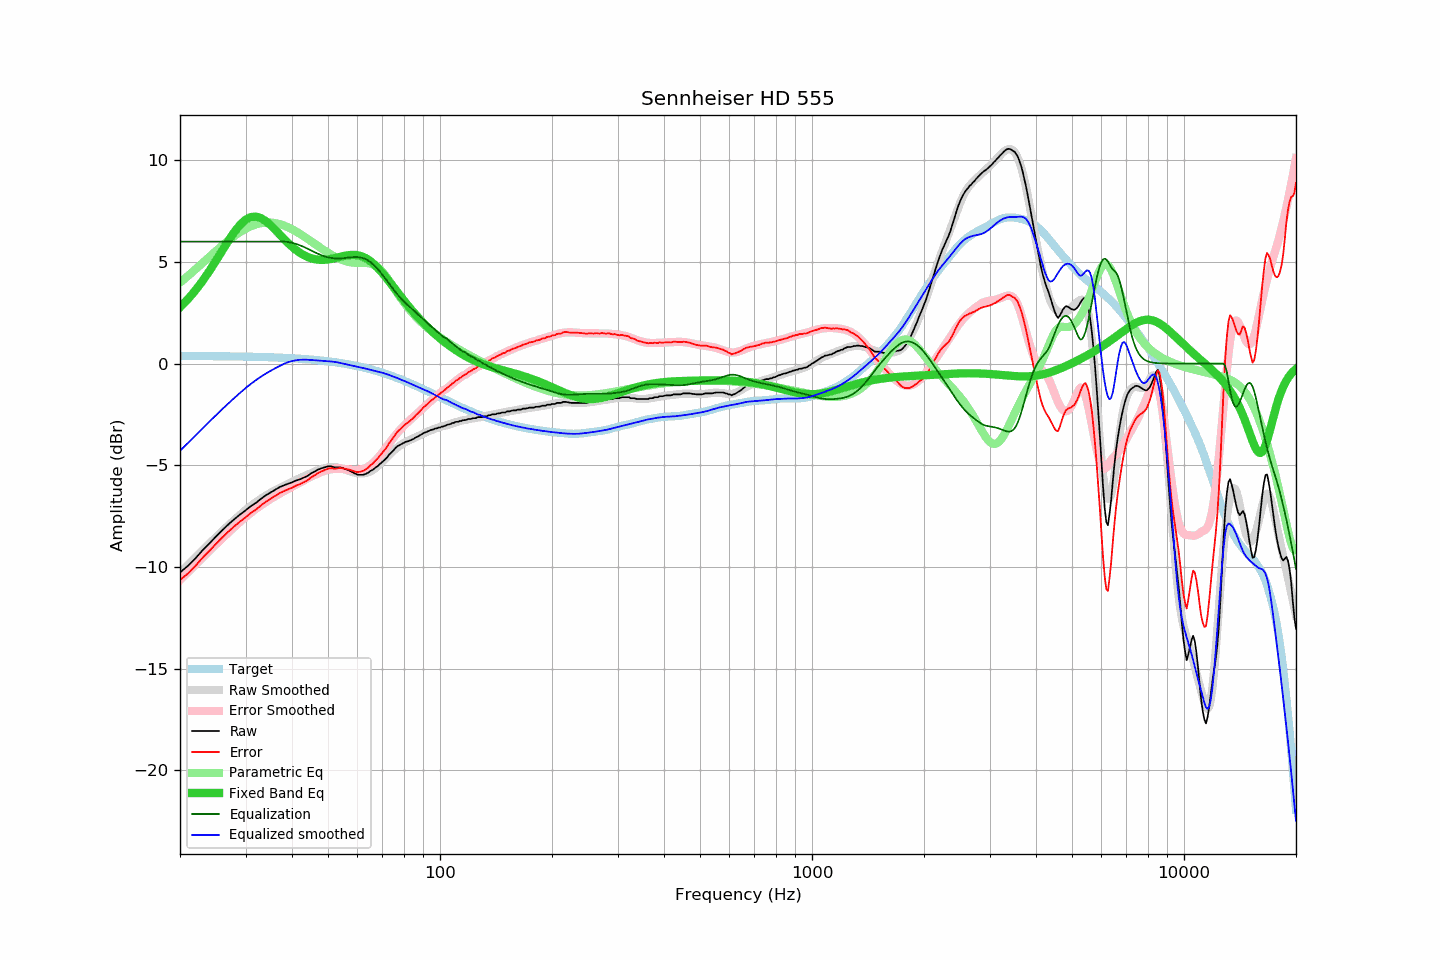 Sennheiser HD 555
10
5
0
−5
−10
−15
−20
Amplitude (dBr)
Target
Raw Smoothed
Error Smoothed
Raw
Error
Parametric Eq
Fixed Band Eq
Equalization
Equalized smoothed
100
1000
10000
Frequency (Hz)